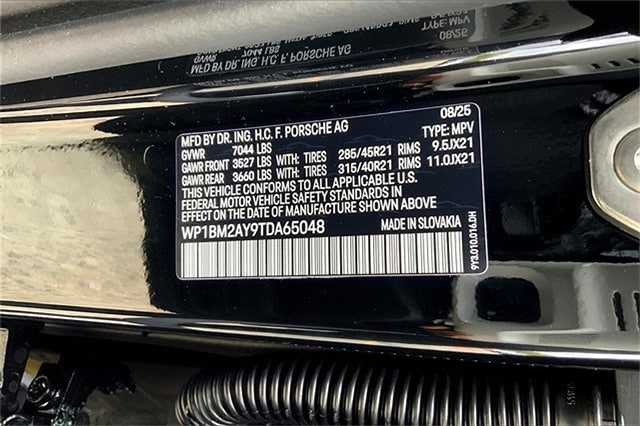 MFD BY DR. ING. H.C. F. PORSCHE AG 08/25
GVWR 7044 LBS TYPE: MPV
GAWR FRONT 3527 LBS WITH: TIRES 285/45R21 RIMS 9.5JX21
GAWR REAR 3660 LBS WITH: TIRES 315/40R21 RIMS 11.0JX21
THIS VEHICLE CONFORMS TO ALL APPLICABLE U.S.
FEDERAL MOTOR VEHICLE SAFETY STANDARDS IN
EFFECT ON THE DATE OF MANUFACTURE SHOWN ABOVE
WP1BM2AY9TDA65048 MADE IN SLOVAKIA
9Y3.010.016.DH